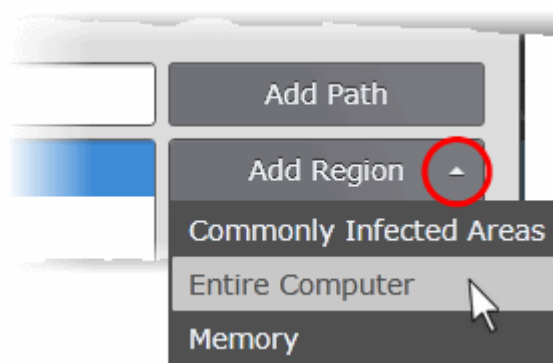 Add Path
Add Region
Commonly Infected Areas
Entire Computer
Memory